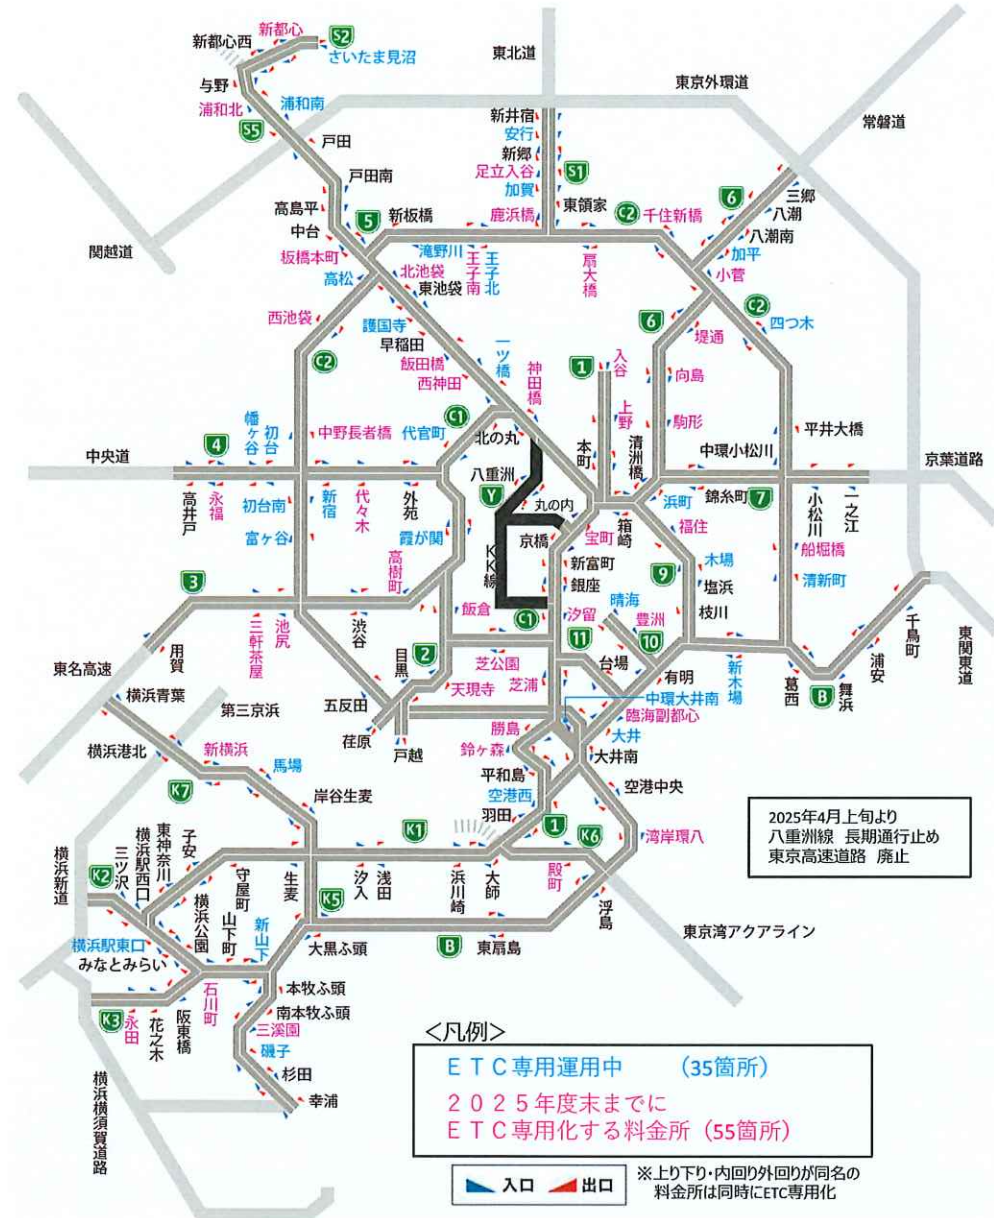 新都心西
新都心
S2
さいたま見沼
与野
浦和北
浦和南
S5
戸田
戸田南
高島平
中台
板橋本町
高松
関越道
東北道
東京外環道
常磐道
新井宿
安行
新郷
足立入谷
加賀
鹿浜橋
S1
東領家
C2
千住新橋
6
三郷
八潮
八潮南
加平
小菅
5
新板橋
滝野川
王子南
王子北
扇大橋
北池袋
東池袋
西池袋
護国寺
早稲田
飯田橋
西神田
一ツ橋
神田橋
C2
C2
四つ木
6
堤通
向島
駒形
1
入谷
上野
本町
清洲橋
中環小松川
平井大橋
中央道
4
幡ヶ谷
初台
中野長者橋
代官町
C1
北の丸
八重洲
Y
丸の内
京橋
KK線
高井戸
永福
初台南
富ヶ谷
新宿
代々木
外苑
霞が関
高樹町
宝町
箱崎
浜町
錦糸町
7
小松川
一之江
京葉道路
福住
木場
塩浜
枝川
9
船堀橋
清新町
新富町
銀座
汐留
C1
晴海
豊洲
11
10
台場
有明
新木場
葛西
B
舞浜
浦安
千鳥町
東関東道
3
用賀
東名高速
三軒茶屋
池尻
渋谷
目黒
2
飯倉
芝公園
天現寺
芝浦
五反田
荏原
戸越
中環大井南
臨海副都心
大井
大井南
勝島
鈴ヶ森
平和島
空港西
羽田
空港中央
湾岸環八
横浜青葉
第三京浜
横浜港北
新横浜
馬場
K7
岸谷生麦
K1
1
K6
殿町
浮島
東京湾アクアライン
横浜新道
K2
三ツ沢
横浜駅西口
東神奈川
子安
守屋町
横浜公園
山下町
新山下
生麦
K5
汐入
浅田
浜川崎
大師
大黒ふ頭
B
東扇島
横浜駅東口
みなとみらい
K3
永田
花之木
阪東橋
石川町
本牧ふ頭
南本牧ふ頭
三溪園
磯子
杉田
幸浦
横浜横須賀道路
2025年4月上旬より
八重洲線 長期通行止め
東京高速道路 廃止
<凡例>
ETC専用運用中 (35箇所)
2025年度末までに
ETC専用化する料金所 (55箇所)
入口 出口
※上り下り・内回り外回りが同名の
料金所は同時にETC専用化